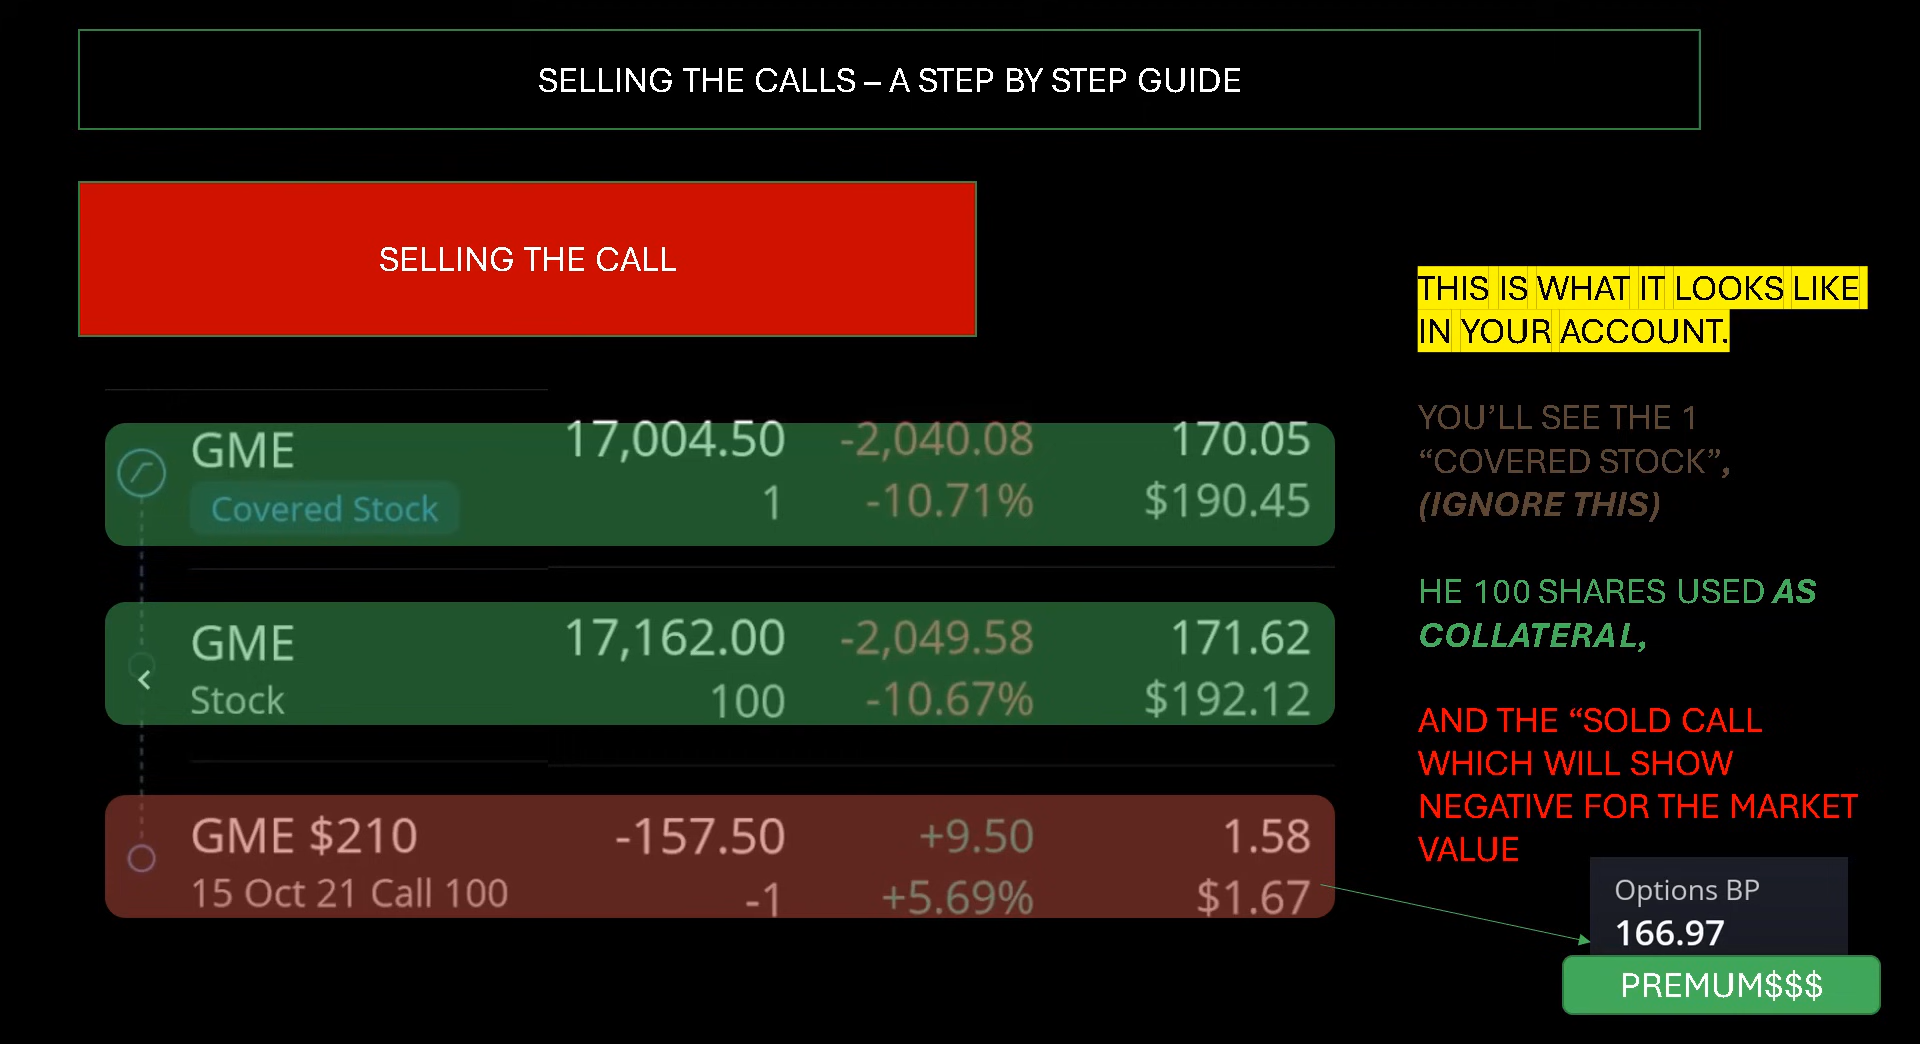 SELLING THE CALLS – A STEP BY STEP GUIDE
SELLING THE CALL
THIS IS WHAT IT LOOKS LIKE
IN YOUR ACCOUNT.
YOU’LL SEE THE 1
“COVERED STOCK”,
(IGNORE THIS)
HE 100 SHARES USED AS
COLLATERAL,
AND THE “SOLD CALL
WHICH WILL SHOW
NEGATIVE FOR THE MARKET
VALUE
GME 17,004.50 -2,040.08 170.05
Covered Stock 1 -10.71% $190.45
GME 17,162.00 -2,049.58 171.62
Stock 100 -10.67% $192.12
GME $210 -157.50 +9.50 1.58
15 Oct 21 Call 100 -1 +5.69% $1.67
Options BP
166.97
PREMUM$$$